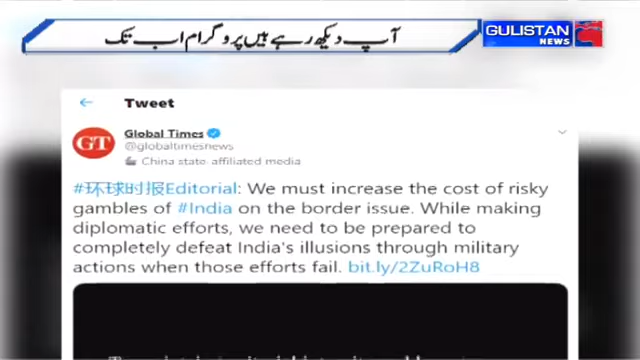 آپ دیکھ رہے ہیں پروگرام اب تک
GULISTAN
NEWS
Tweet
GT
Global Times
@globaltimesnews
China state-affiliated media
#环球时报Editorial: We must increase the cost of risky
gambles of #India on the border issue. While making
diplomatic efforts, we need to be prepared to
completely defeat India's illusions through military
actions when those efforts fail. bit.ly/2ZuRoH8